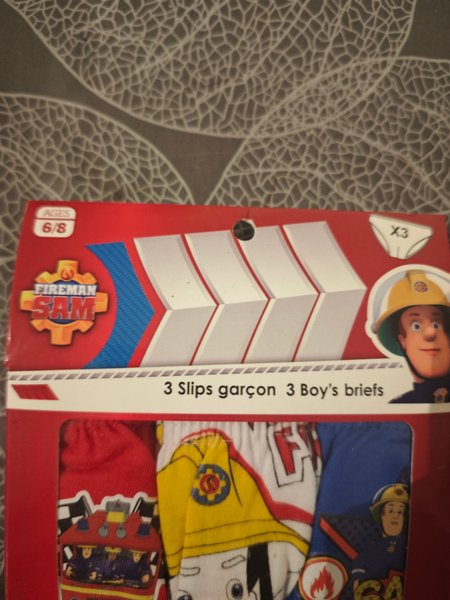 AGES
6/8
X3
FIREMAN
SAM
3 Slips garçon 3 Boy's briefs